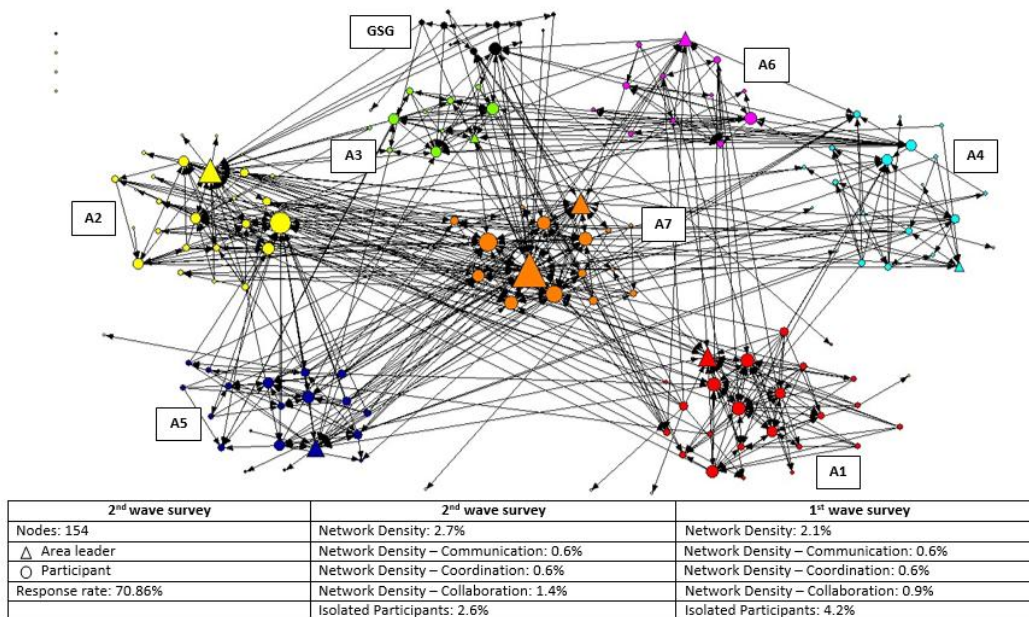 GSG
A6
A3
A4
A2
A7
A5
A1
2nd wave survey 2nd wave survey 1st wave survey
Nodes: 154 Network Density: 2.7% Network Density: 2.1%
△ Area leader Network Density – Communication: 0.6% Network Density – Communication: 0.6%
○ Participant Network Density – Coordination: 0.6% Network Density – Coordination: 0.6%
Response rate: 70.86% Network Density – Collaboration: 1.4% Network Density – Collaboration: 0.9%
Isolated Participants: 2.6% Isolated Participants: 4.2%